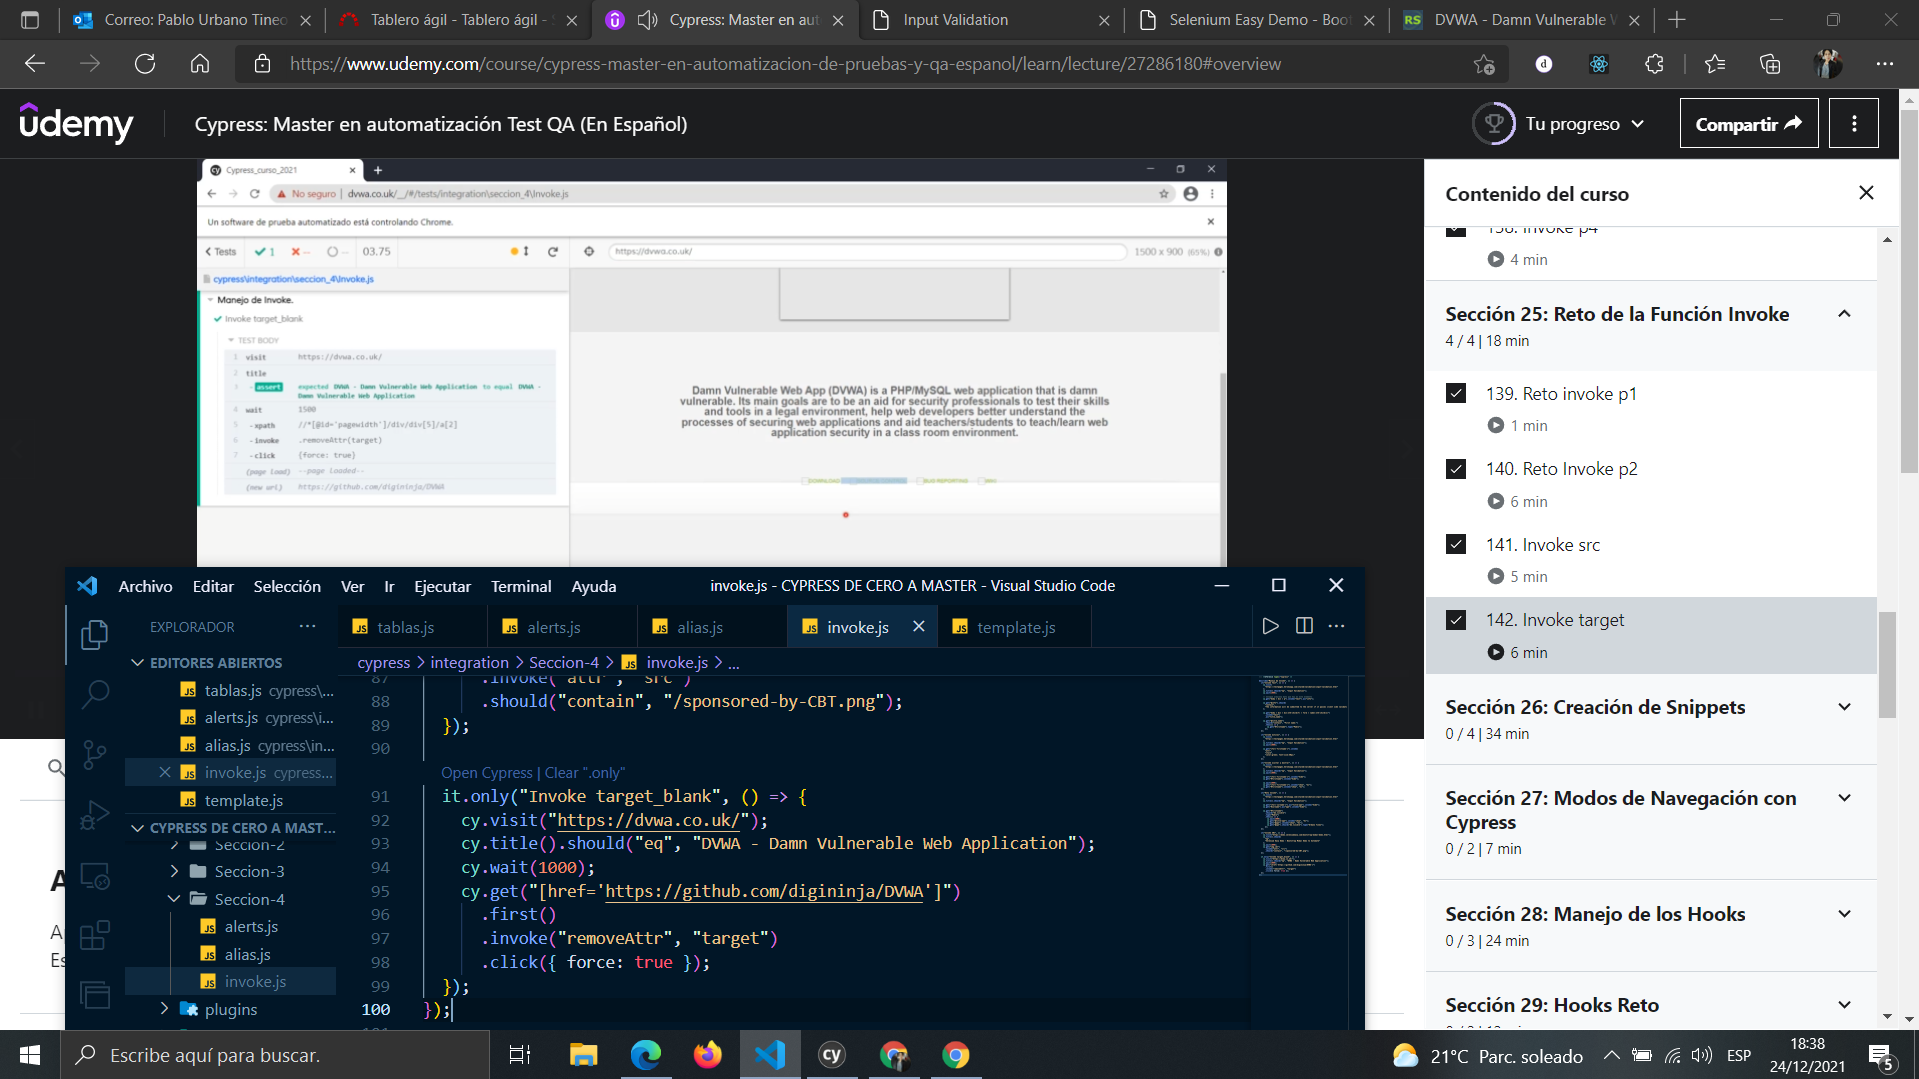 Correo: Pablo Urbano Tineo
Tablero ágil - Tablero ágil -
Cypress: Master en aut
Input Validation
Selenium Easy Demo - Boo
DVWA - Damn Vulnerable
https://www.udemy.com/course/cypress-master-en-automatizacion-de-pruebas-y-qa-espanol/learn/lecture/27286180#overview
udemy
Cypress: Master en automatización Test QA (En Español)
Tu progreso
Compartir
Cypress_curso_2021
No seguro | dvwa.co.uk/__/#/tests/integration\seccion_4\Invoke.js
Un software de prueba automatizado está controlando Chrome.
< Tests
1
--
--
03.75
https://dvwa.co.uk/
1500 x 900 (65%)
cypress\integration\seccion_4\Invoke.js
Manejo de Invoke.
Invoke target_blank
TEST BODY
1 visit https://dvwa.co.uk/
2 title
3 -assert expected DVWA - Damn Vulnerable Web Application to equal DVWA -
Damn Vulnerable Web Application
4 wait 1500
5 -xpath //*[@id='pagewidth']/div/div[5]/a[2]
6 -invoke .removeAttr(target)
7 -click {force: true}
(page load) --page loaded--
(new url) https://github.com/digininja/DVWA
Damn Vulnerable Web App (DVWA) is a PHP/MySQL web application that is damn
vulnerable. Its main goals are to be an aid for security professionals to test their skills
and tools in a legal environment, help web developers better understand the
processes of securing web applications and aid teachers/students to teach/learn web
application security in a class room environment.
DOWNLOAD
BUG REPORTING
WIKI
Contenido del curso
138. Invoke p4
4 min
Sección 25: Reto de la Función Invoke
4 / 4 | 18 min
139. Reto invoke p1
1 min
140. Reto Invoke p2
6 min
141. Invoke src
5 min
142. Invoke target
6 min
Sección 26: Creación de Snippets
0 / 4 | 34 min
Sección 27: Modos de Navegación con
Cypress
0 / 2 | 7 min
Sección 28: Manejo de los Hooks
0 / 3 | 24 min
Sección 29: Hooks Reto
Archivo Editar Selección Ver Ir Ejecutar Terminal Ayuda
invoke.js - CYPRESS DE CERO A MASTER - Visual Studio Code
EXPLORADOR
tablas.js
alerts.js
alias.js
invoke.js
template.js
EDITORES ABIERTOS
tablas.js cypress\...
alerts.js cypress\i...
alias.js cypress\in...
invoke.js cypress...
template.js
CYPRESS DE CERO A MAST...
Seccion-2
Seccion-3
Seccion-4
alerts.js
alias.js
invoke.js
plugins
cypress > integration > Seccion-4 > invoke.js > ...
87 .invoke("attr", "src")
88 .should("contain", "/sponsored-by-CBT.png");
89 });
90
Open Cypress | Clear ".only"
91 it.only("Invoke target_blank", () => {
92 cy.visit("https://dvwa.co.uk/");
93 cy.title().should("eq", "DVWA - Damn Vulnerable Web Application");
94 cy.wait(1000);
95 cy.get("[href='https://github.com/digininja/DVWA']")
96 .first()
97 .invoke("removeAttr", "target")
98 .click({ force: true });
99 });
100 });
A
Es
Escribe aquí para buscar.
21°C Parc. soleado
ESP
18:38
24/12/2021
5